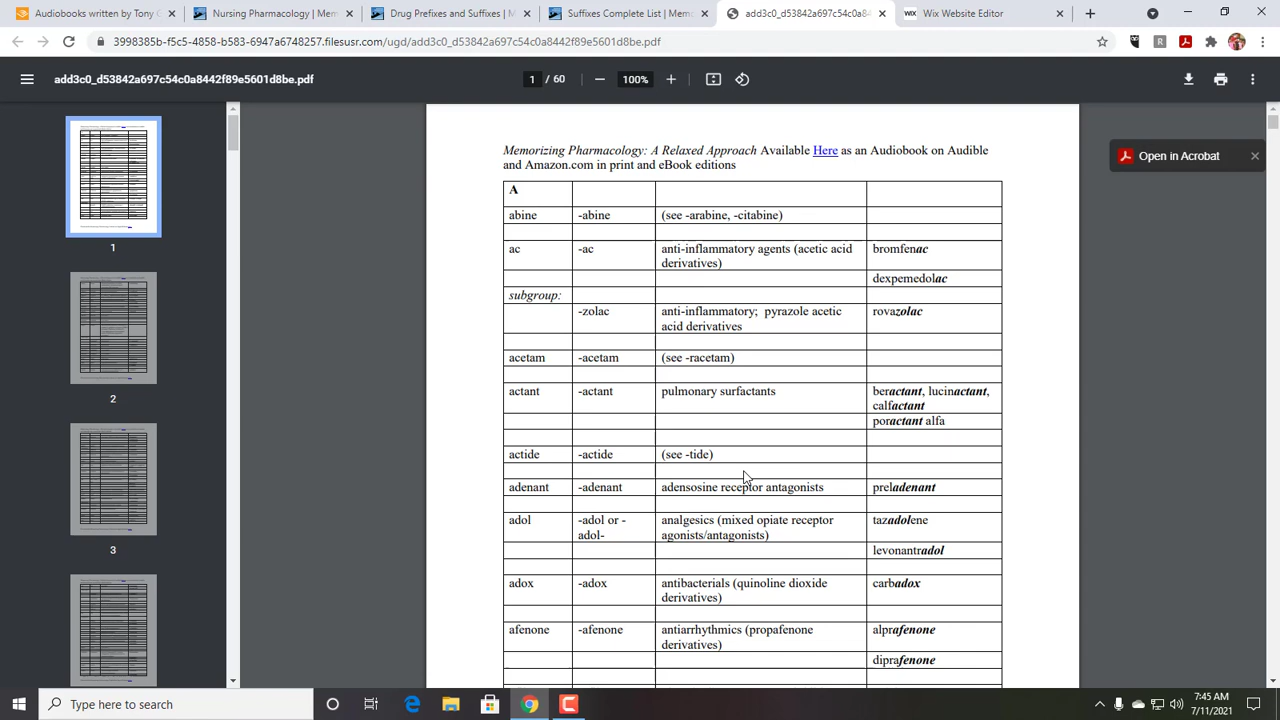 Audiobooks written by Tony G
Nursing Pharmacology | Mem
Drug Prefixes and Suffixes | M
Suffixes Complete List | Memo
add3c0_d53842a697c54c0a8
Wix Website Editor
3998385b-f5c5-4858-b583-6947a6748257.filesusr.com/ugd/add3c0_d53842a697c54c0a8442f89e5601d8be.pdf
add3c0_d53842a697c54c0a8442f89e5601d8be.pdf
1 / 60
100%
Open in Acrobat
1
2
3
Memorizing Pharmacology: A Relaxed Approach Available Here as an Audiobook on Audible
and Amazon.com in print and eBook editions
A
abine -abine (see -arabine, -citabine)
ac -ac anti-inflammatory agents (acetic acid bromfenac
derivatives)
dexpemedolac
subgroup:
-zolac anti-inflammatory; pyrazole acetic rovazolac
acid derivatives
acetam -acetam (see -racetam)
actant -actant pulmonary surfactants beractant, lucinactant,
calfactant
poractant alfa
actide -actide (see -tide)
adenant -adenant adensosine receptor antagonists preladenant
adol -adol or - analgesics (mixed opiate receptor tazadolene
adol- agonists/antagonists)
levonantradol
adox -adox antibacterials (quinoline dioxide carbadox
derivatives)
afenone -afenone antiarrhythmics (propafenone alprafenone
derivatives)
diprafenone
Type here to search
7:45 AM
7/11/2021